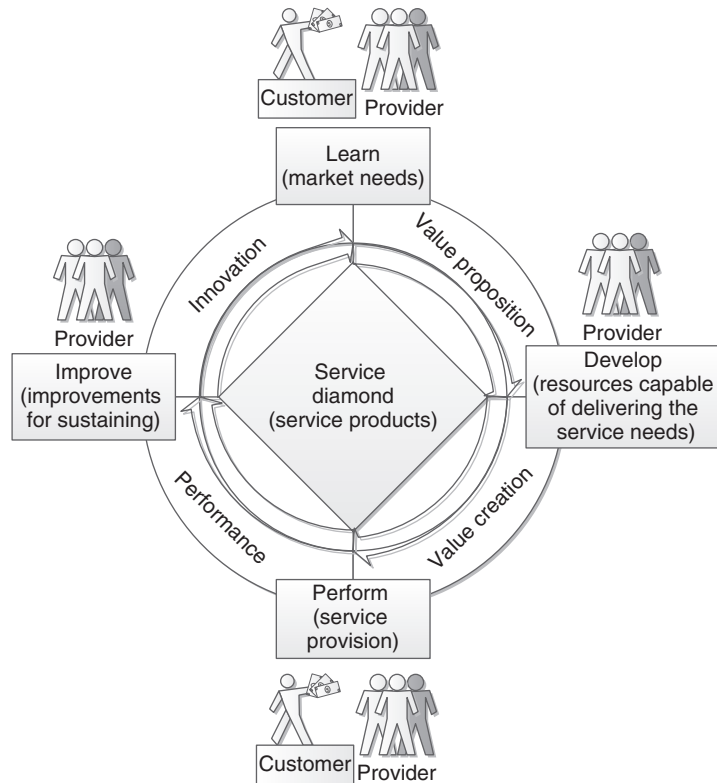 Customer
Provider
Learn
(market needs)
Innovation
Value proposition
Provider
Provider
Improve
(improvements
for sustaining)
Service
diamond
(service products)
Develop
(resources capable
of delivering the
service needs)
Performance
Value creation
Perform
(service
provision)
Customer
Provider